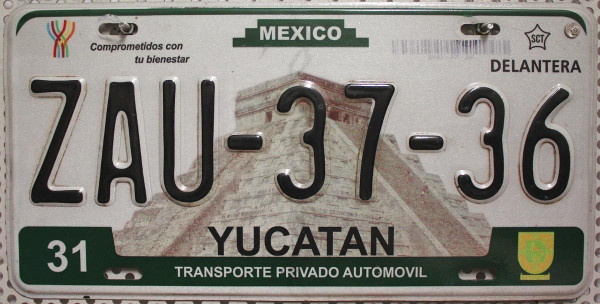 MEXICO
Comprometidos con
tu bienestar
SCT
DELANTERA
ZAU-37-36
31
YUCATAN
TRANSPORTE PRIVADO AUTOMOVIL